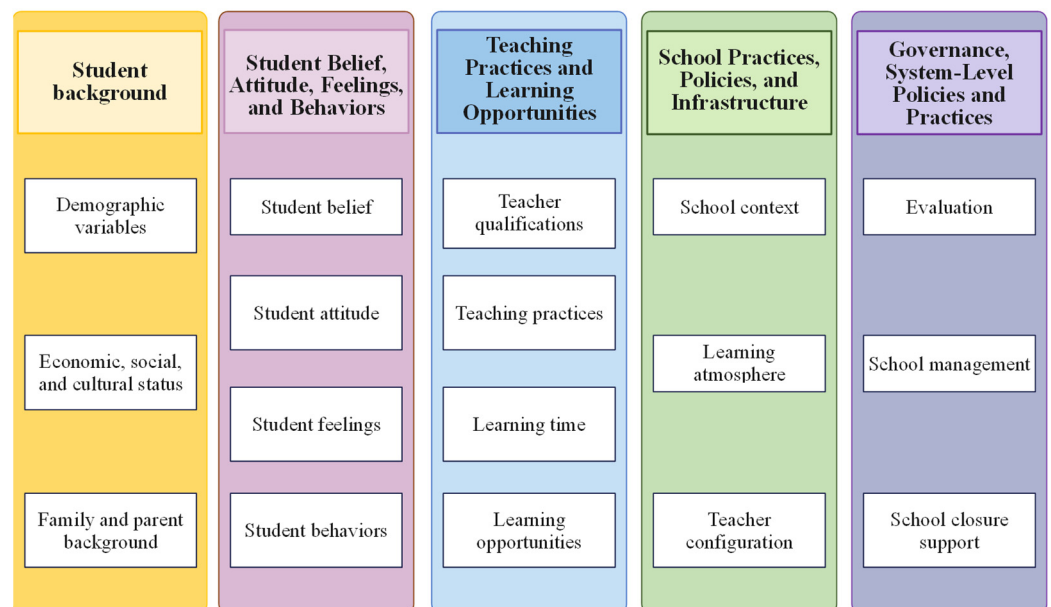 Student
background
Demographic
variables
Economic, social,
and cultural status
Family and parent
background
Student Belief,
Attitude, Feelings,
and Behaviors
Student belief
Student attitude
Student feelings
Student behaviors
Teaching
Practices and
Learning
Opportunities
Teacher
qualifications
Teaching practices
Learning time
Learning
opportunities
School Practices,
Policies, and
Infrastructure
School context
Learning
atmosphere
Teacher
configuration
Governance,
System-Level
Policies and
Practices
Evaluation
School management
School closure
support